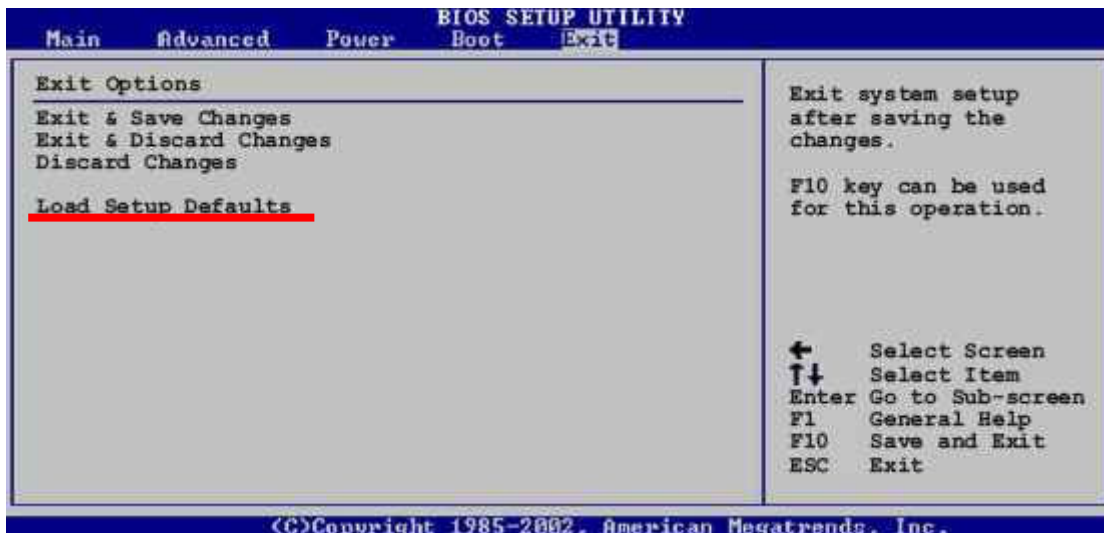 BIOS SETUP UTILITY
Main Advanced Power Boot Exit
Exit Options
Exit & Save Changes
Exit & Discard Changes
Discard Changes
Load Setup Defaults
Exit system setup
after saving the
changes.
F10 key can be used
for this operation.
← Select Screen
↑↓ Select Item
Enter Go to Sub-screen
F1 General Help
F10 Save and Exit
ESC Exit
(C)Copyright 1985-2002, American Megatrends, Inc.